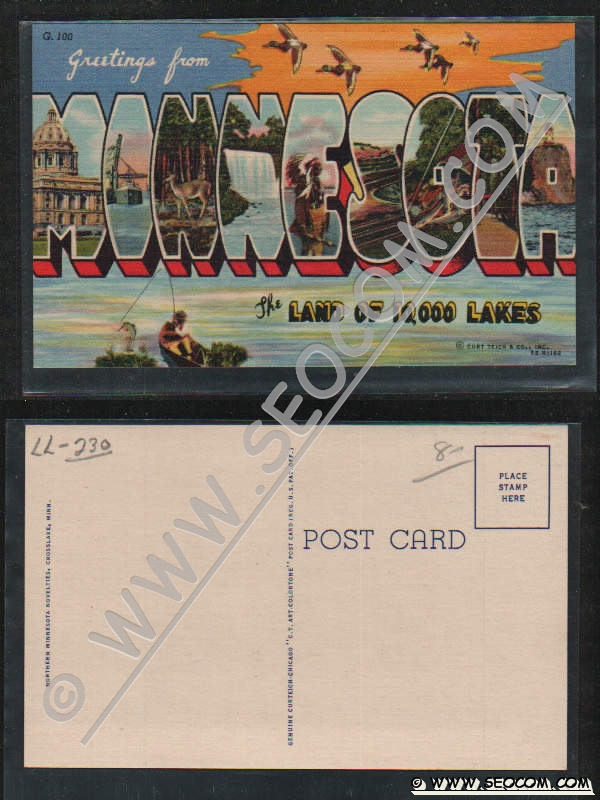 G. 100
Greetings from
MINNESOTA
The LAND OF 12,000 LAKES
© CURT TEICH & CO., INC.
LL-230
8-
PLACE
STAMP
HERE
POST CARD
NORTHERN MINNESOTA NOVELTIES, CROSSLAKE, MINN.
GENUINE CURTEICH-CHICAGO "C.T. ART-COLORTONE" POST CARD (REG. U.S. PAT. OFF.)
© WWW.SEOCOM.COM
© WWW.SEOCOM.COM